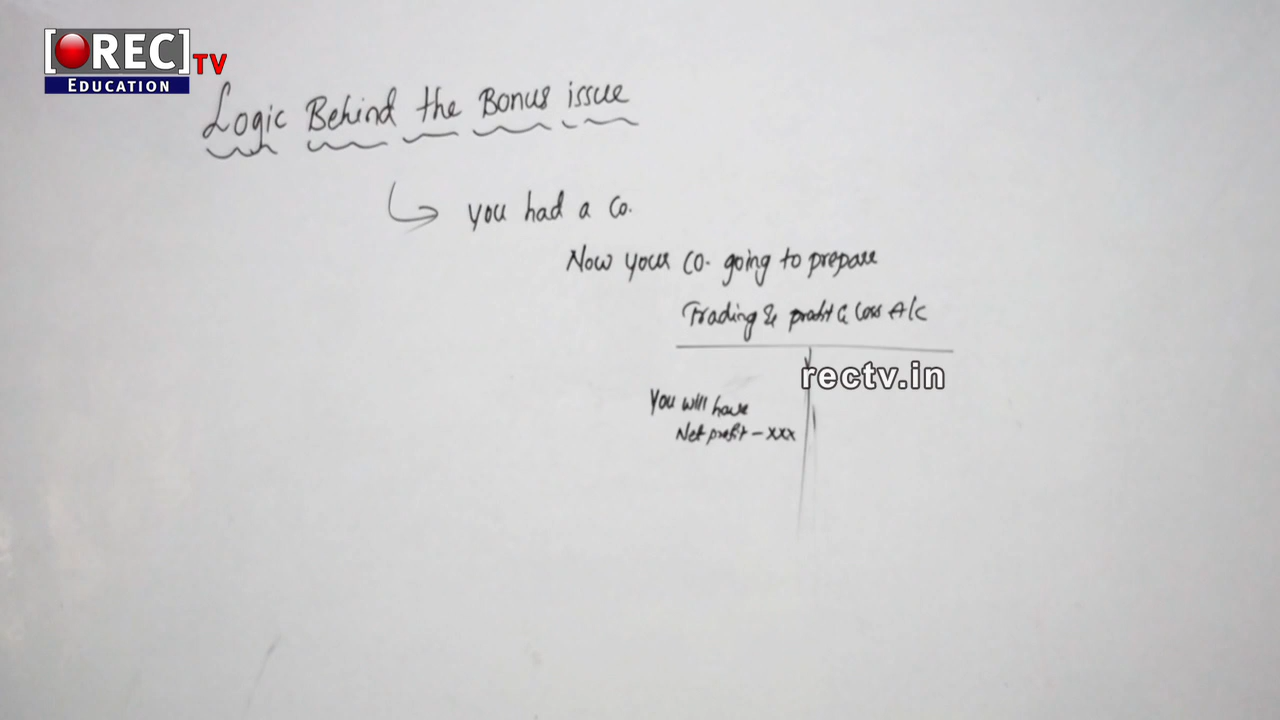 [REC] TV
EDUCATION
Logic Behind the Bonus issue
you had a Co.
Now your Co. going to prepare
Trading & profit & Loss A/c
rectv.in
You will have
Net profit - xxx